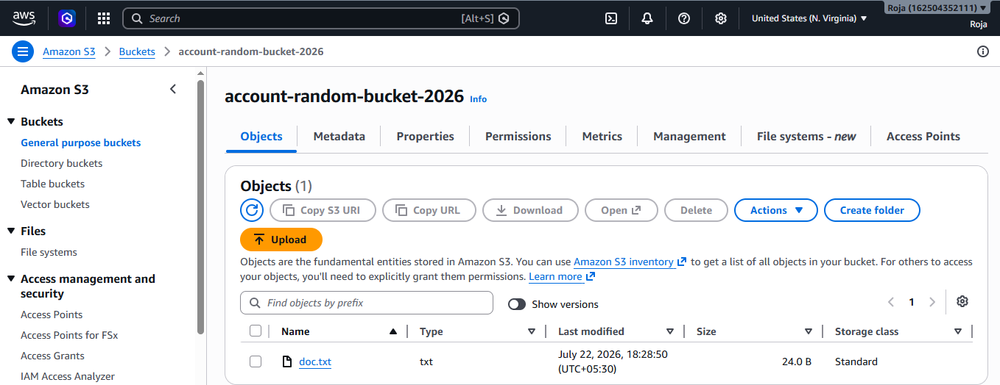 aws
Search
[Alt+S]
United States (N. Virginia)
Roja (162504352111)
Roja
Amazon S3
Buckets
account-random-bucket-2026
Amazon S3
Buckets
General purpose buckets
Directory buckets
Table buckets
Vector buckets
Files
File systems
Access management and
security
Access Points
Access Points for FSx
Access Grants
IAM Access Analyzer
account-random-bucket-2026 Info
Objects
Metadata
Properties
Permissions
Metrics
Management
File systems - new
Access Points
Objects (1)
Copy S3 URI
Copy URL
Download
Open
Delete
Actions
Create folder
Upload
Objects are the fundamental entities stored in Amazon S3. You can use Amazon S3 inventory to get a list of all objects in your bucket. For others to access
your objects, you'll need to explicitly grant them permissions. Learn more
Find objects by prefix
Show versions
1
Name
Type
Last modified
Size
Storage class
doc.txt
txt
July 22, 2026, 18:28:50
(UTC+05:30)
24.0 B
Standard